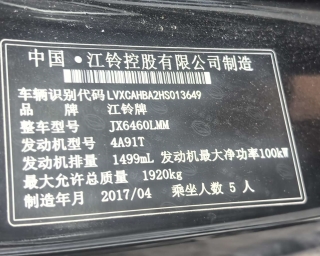 中国·江铃控股有限公司制造
车辆识别代码 LVXCAHBA2HS013649
品牌 江铃牌
整车型号 JX6460LMM
发动机型号 4A91T
发动机排量 1499mL 发动机最大净功率100kW
最大允许总质量 1920kg
制造年月 2017/04 乘坐人数 5 人